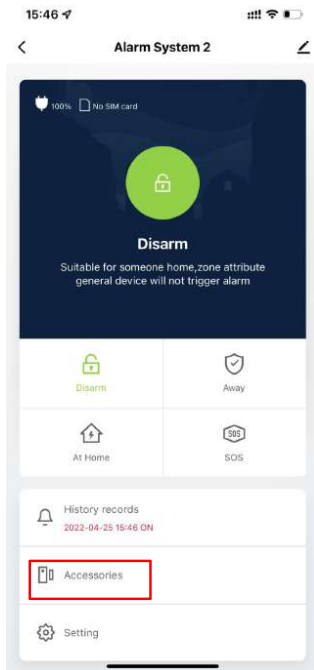 15:46
Alarm System 2
100% No SIM card
Disarm
Suitable for someone home,zone attribute
general device will not trigger alarm
Disarm
Away
At Home
SOS
SOS
History records
2022-04-25 15:46 ON
Accessories
Setting